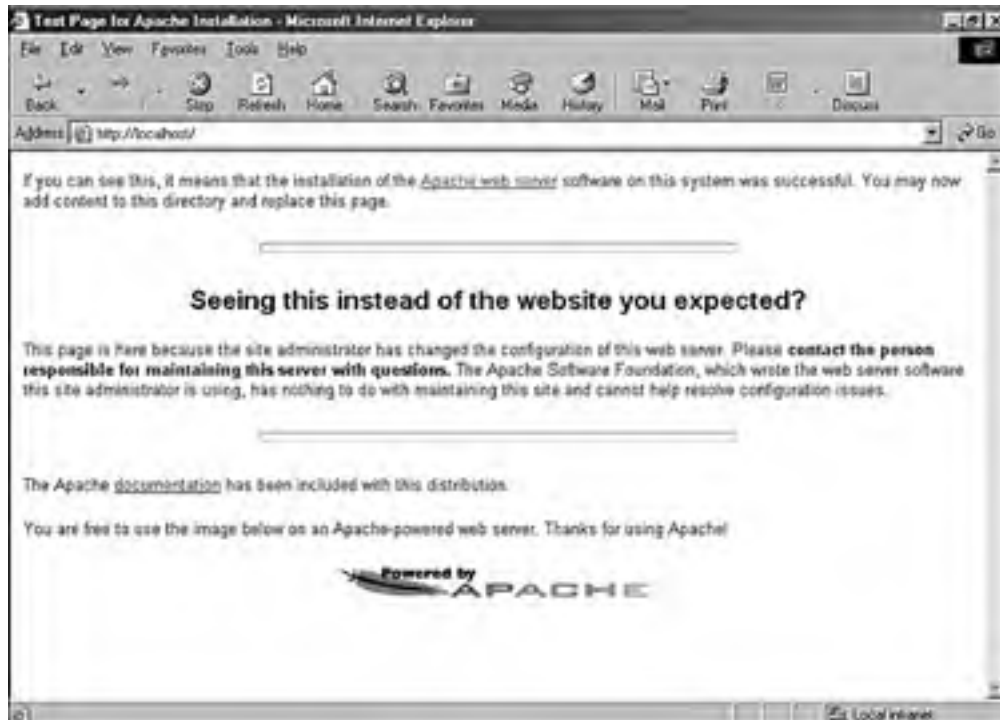 Test Page for Apache Installation - Microsoft Internet Explorer
File Edit View Favorites Tools Help
Back Stop Refresh Home Search Favorites Media History Mail Print Discuss
Address http://localhost/ Go
If you can see this, it means that the installation of the Apache web server software on this system was successful. You may now
add content to this directory and replace this page.
Seeing this instead of the website you expected?
This page is here because the site administrator has changed the configuration of this web server. Please contact the person
responsible for maintaining this server with questions. The Apache Software Foundation, which wrote the web server software
this site administrator is using, has nothing to do with maintaining this site and cannot help resolve configuration issues.
The Apache documentation has been included with this distribution.
You are free to use the image below on an Apache-powered web server. Thanks for using Apache!
Powered by
APACHE
Local intranet